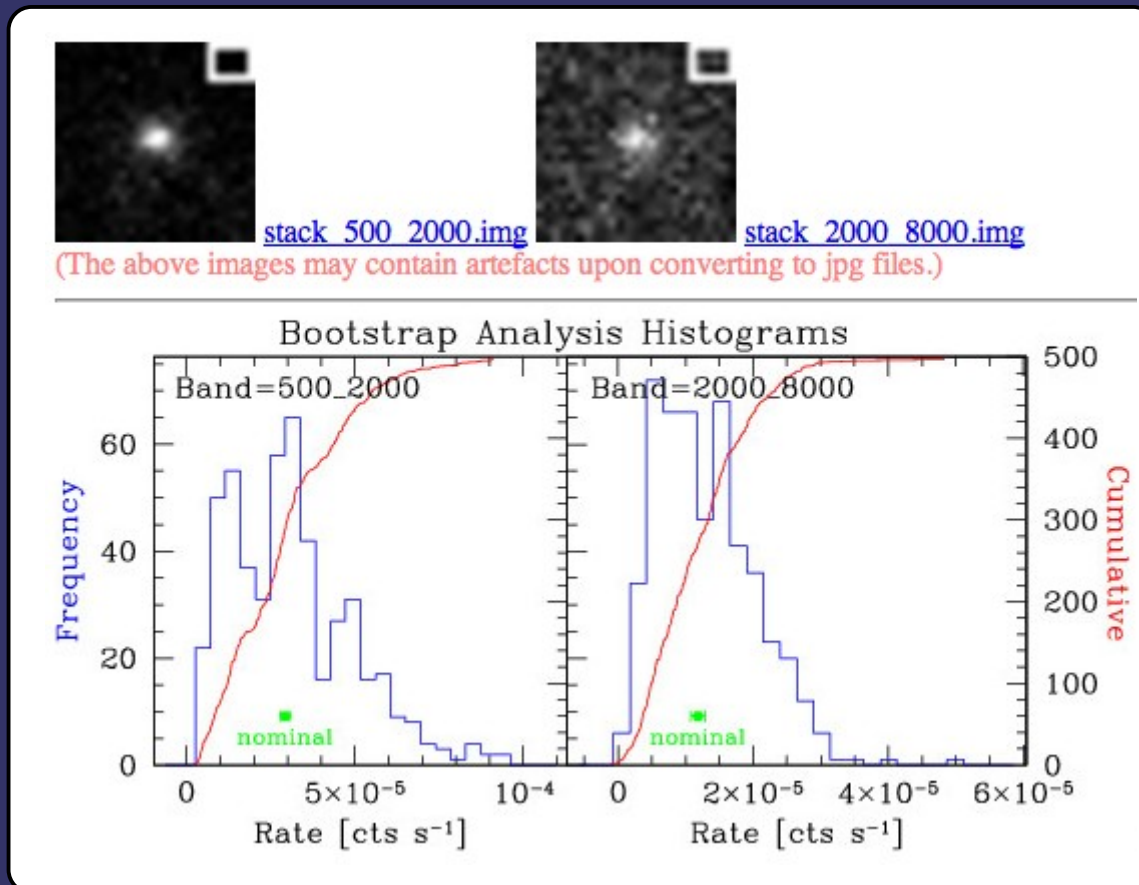 stack_500_2000.img stack_2000_8000.img
(The above images may contain artefacts upon converting to jpg files.)
Bootstrap Analysis Histograms
Band=500_2000 Band=2000_8000
500
400
300
200
100
0
Cumulative
60
40
20
0
Frequency
nominal nominal
0 5×10⁻⁵ 10⁻⁴ 0 2×10⁻⁵ 4×10⁻⁵ 6×10⁻⁵
Rate [cts s⁻¹] Rate [cts s⁻¹]